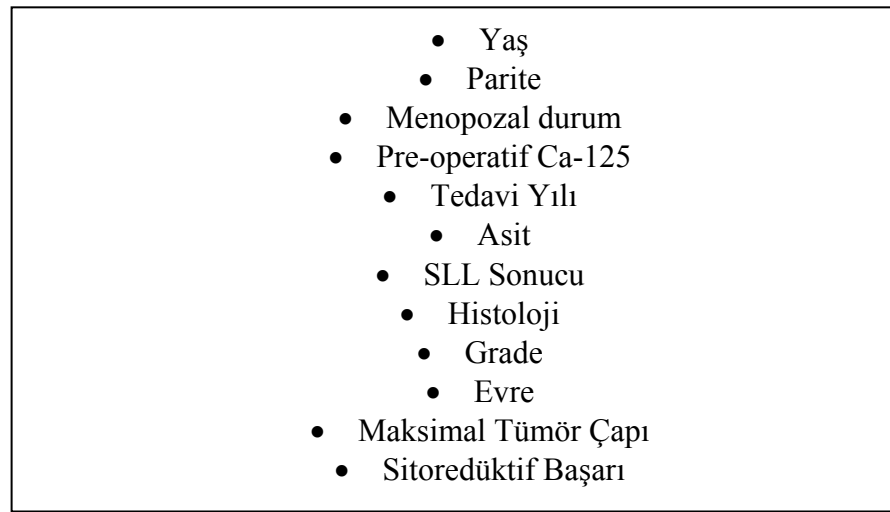 • Yaş
• Parite
• Menopozal durum
• Pre-operatif Ca-125
• Tedavi Yılı
• Asit
• SLL Sonucu
• Histoloji
• Grade
• Evre
• Maksimal Tümör Çapı
• Sitoredüktif Başarı